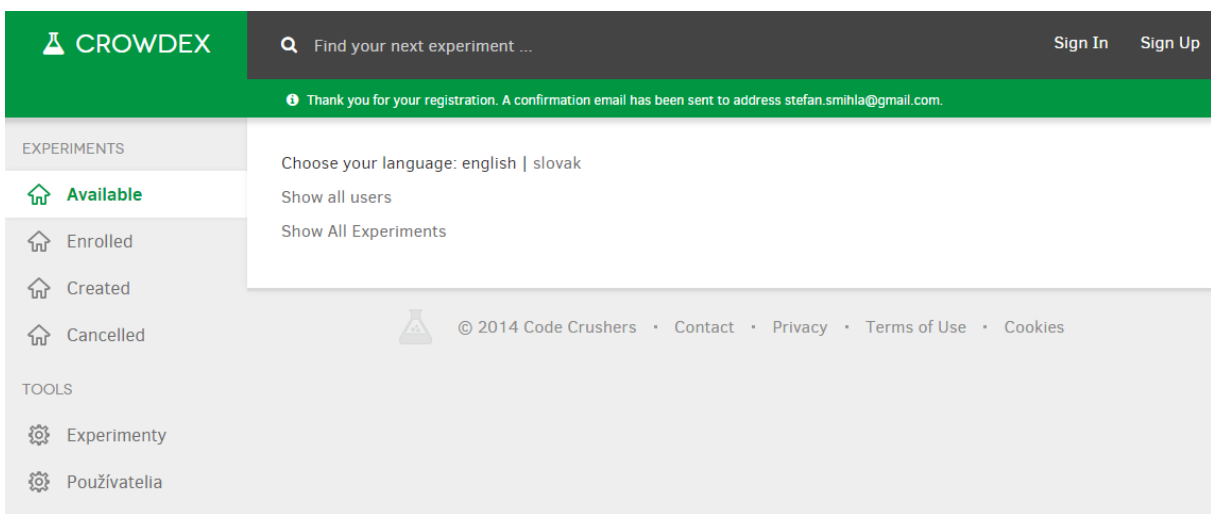 CROWDEX
Find your next experiment ...
Sign In
Sign Up
Thank you for your registration. A confirmation email has been sent to address stefan.smihla@gmail.com.
EXPERIMENTS
Available
Enrolled
Created
Cancelled
TOOLS
Experimenty
Používatelia
Choose your language: english | slovak
Show all users
Show All Experiments
© 2014 Code Crushers · Contact · Privacy · Terms of Use · Cookies